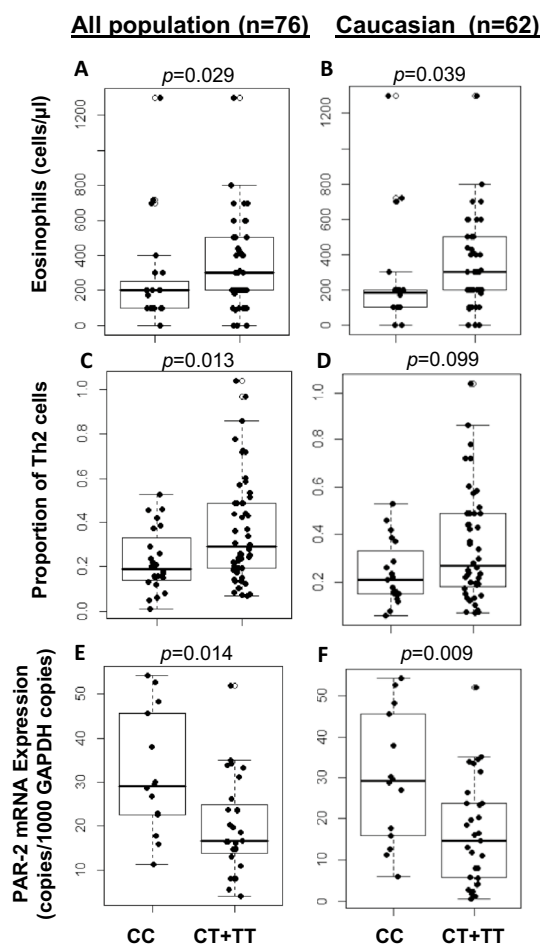 All population (n=76) Caucasian (n=62)
A p=0.029 B p=0.039
Eosinophils (cells/µl)
0 200 400 600 800 1200
0 200 400 600 800 1200
C p=0.013 D p=0.099
Proportion of Th2 cells
0.0 0.2 0.4 0.6 0.8 1.0
0.2 0.4 0.6 0.8 1.0
E p=0.014 F p=0.009
PAR-2 mRNA Expression
(copies/1000 GAPDH copies)
10 20 30 40 50
0 10 20 30 40 50
CC CT+TT CC CT+TT